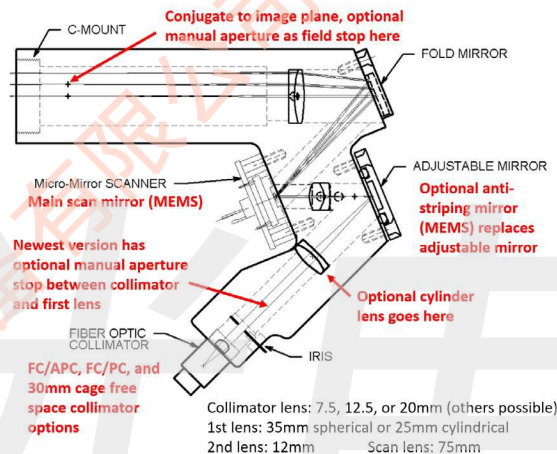 Conjugate to image plane, optional
manual aperture as field stop here
C-MOUNT
FOLD MIRROR
Micro-Mirror SCANNER
Main scan mirror (MEMS)
ADJUSTABLE MIRROR
Optional anti-
striping mirror
(MEMS) replaces
adjustable mirror
Newest version has
optional manual aperture
stop between collimator
and first lens
Optional cylinder
lens goes here
FIBER OPTIC
COLLIMATOR
IRIS
FC/APC, FC/PC, and
30mm cage free
space collimator
options
Collimator lens: 7.5, 12.5, or 20mm (others possible)
1st lens: 35mm spherical or 25mm cylindrical
2nd lens: 12mm Scan lens: 75mm
有限公司